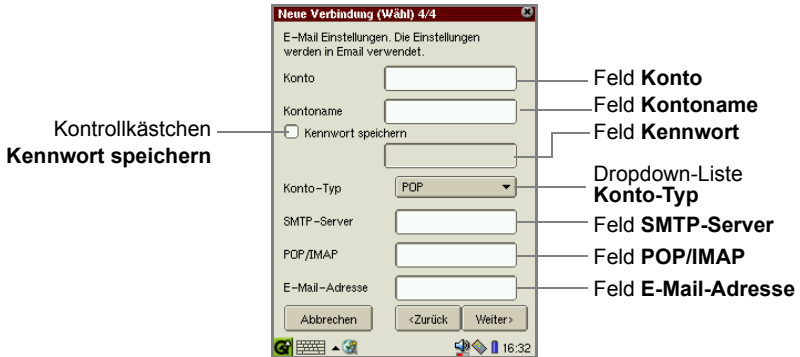 Neue Verbindung (Wähl) 4/4
E-Mail Einstellungen. Die Einstellungen
werden in Email verwendet.
Konto
Kontoname
Kennwort speichern
Konto-Typ
POP
SMTP-Server
POP/IMAP
E-Mail-Adresse
Abbrechen
<Zurück
Weiter>
16:32
Kontrollkästchen
Kennwort speichern
Feld Konto
Feld Kontoname
Feld Kennwort
Dropdown-Liste
Konto-Typ
Feld SMTP-Server
Feld POP/IMAP
Feld E-Mail-Adresse